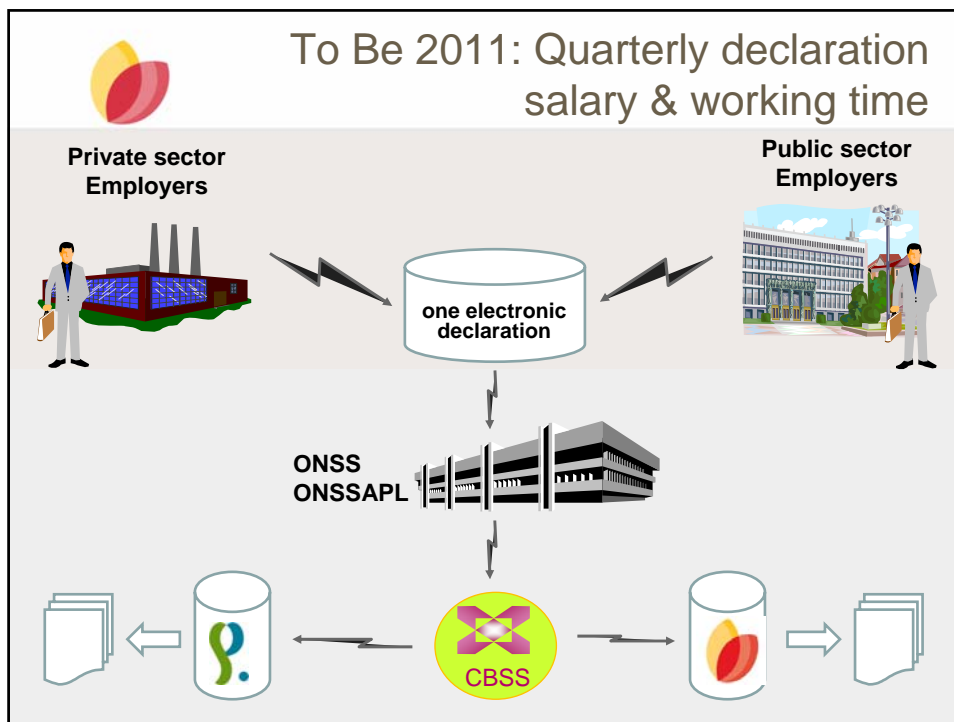 To Be 2011: Quarterly declaration
salary & working time
Private sector
Employers
Public sector
Employers
one electronic
declaration
ONSS
ONSSAPL
CBSS